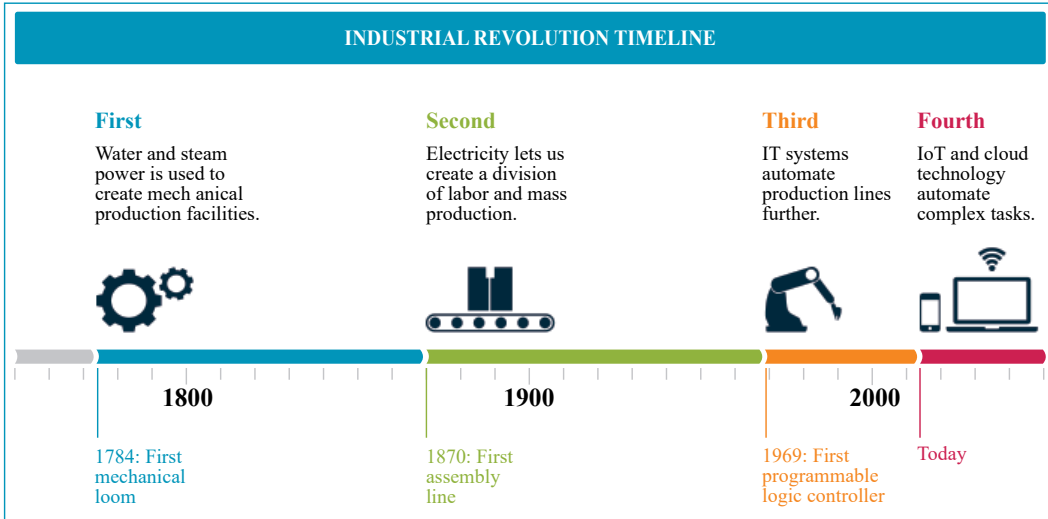 INDUSTRIAL REVOLUTION TIMELINE
First
Water and steam
power is used to
create mech anical
production facilities.
Second
Electricity lets us
create a division
of labor and mass
production.
Third
IT systems
automate
production lines
further.
Fourth
IoT and cloud
technology
automate
complex tasks.
1800
1900
2000
1784: First
mechanical
loom
1870: First
assembly
line
1969: First
programmable
logic controller
Today